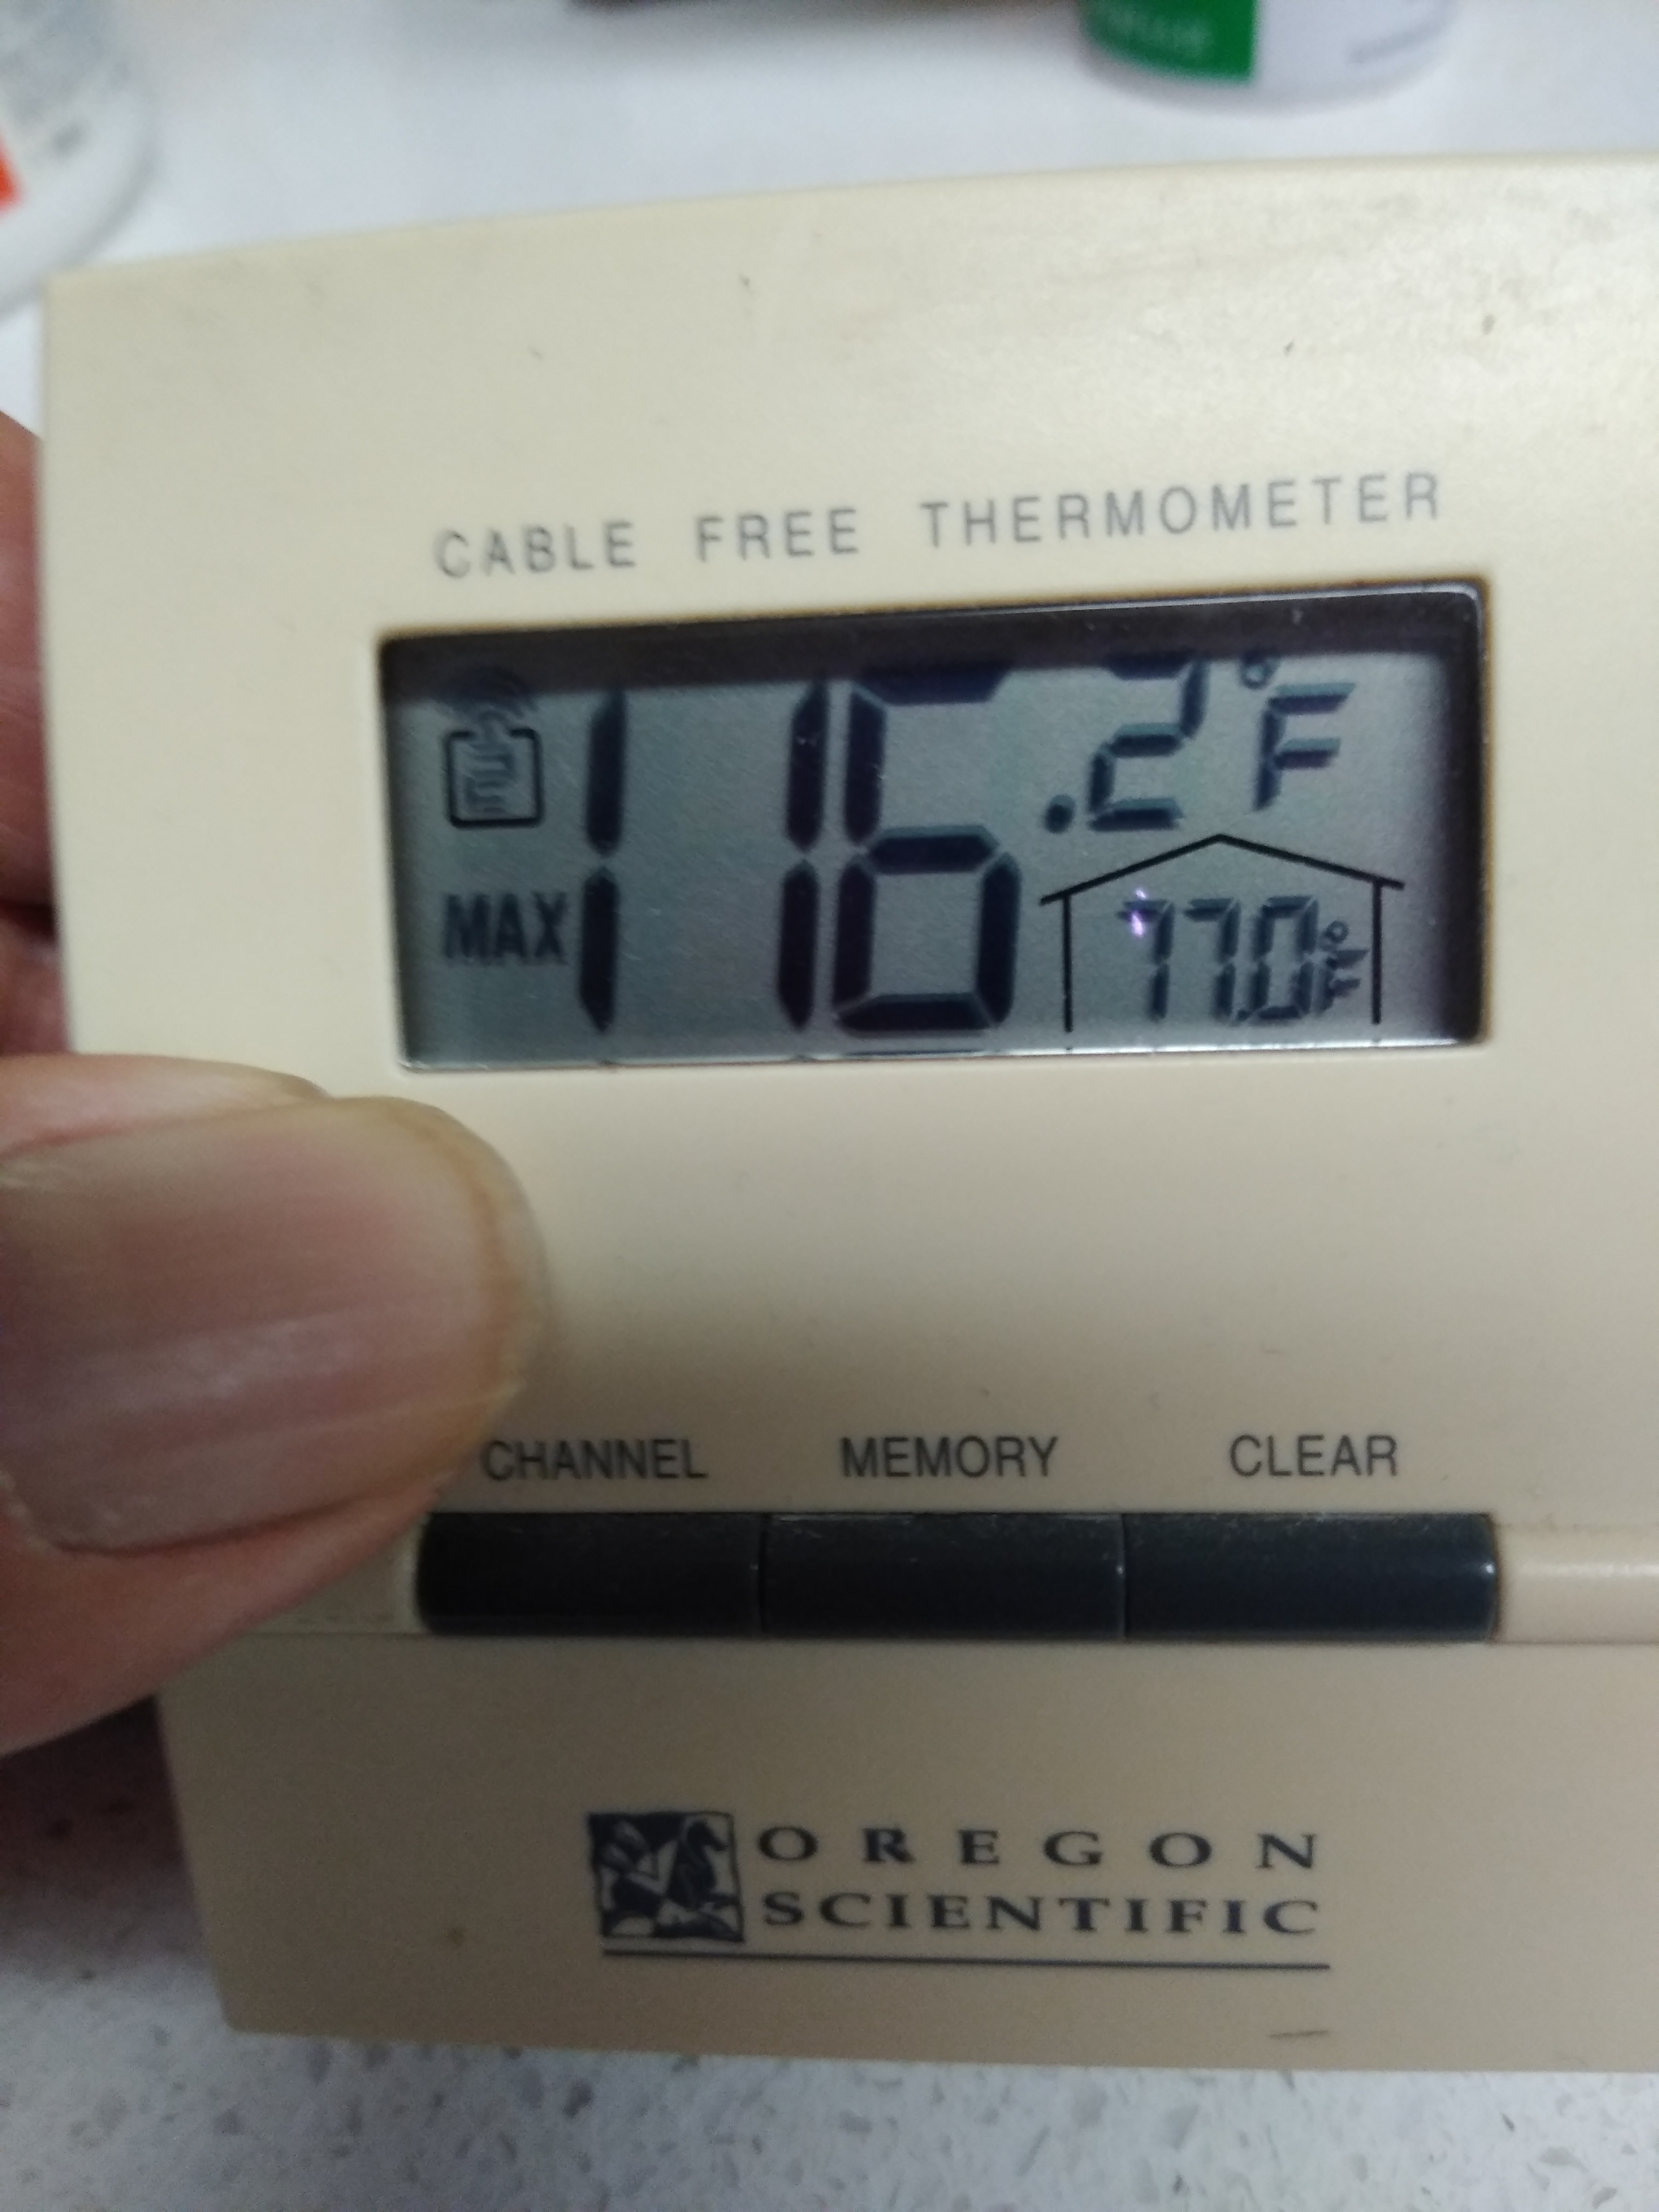 CABLE FREE THERMOMETER
116.2°F
MAX
77.0°F
CHANNEL MEMORY CLEAR
OREGON
SCIENTIFIC